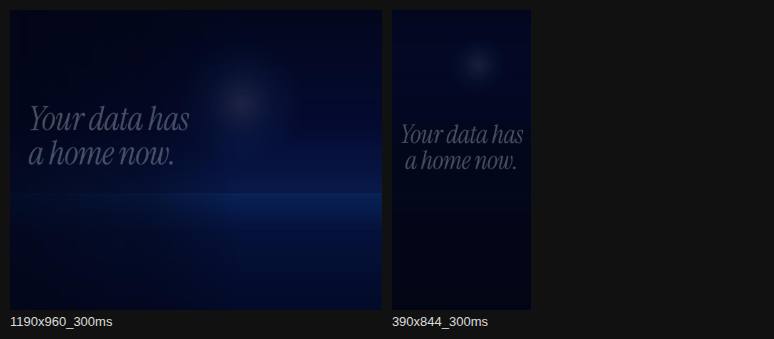 Your data has
a home now.
Your data has
a home now.
1190x960_300ms
390x844_300ms